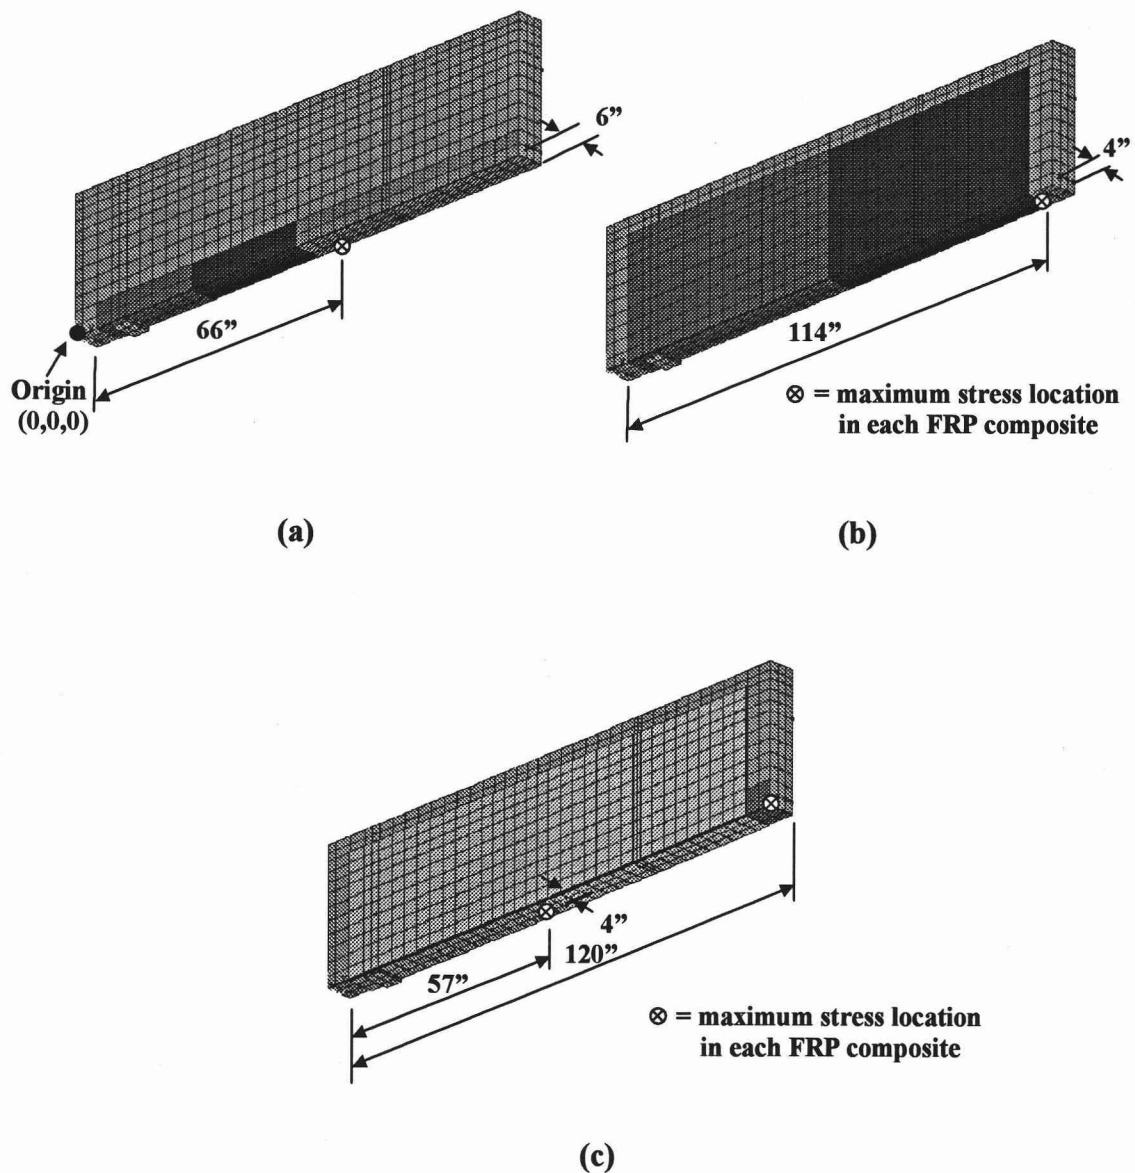 6”
4”
66”
114”
Origin
(0,0,0)
⊗ = maximum stress location
in each FRP composite
(a)
(b)
4”
120”
57”
⊗ = maximum stress location
in each FRP composite
(c)